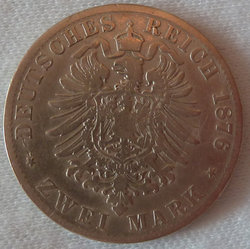 DEUTSCHES REICH 1876
* ZWEI MARK *